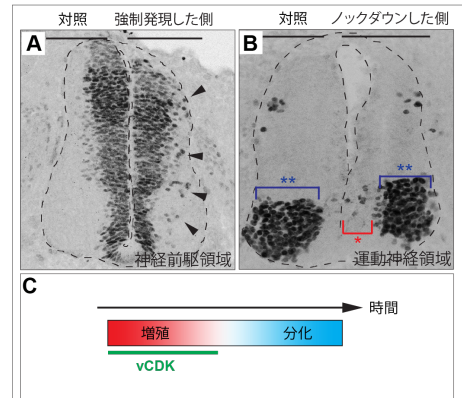 対照 強制発現した側
A
神経前駆領域
対照 ノックダウンした側
B
**
**
*
運動神経領域
C
時間
増殖 分化
vCDK